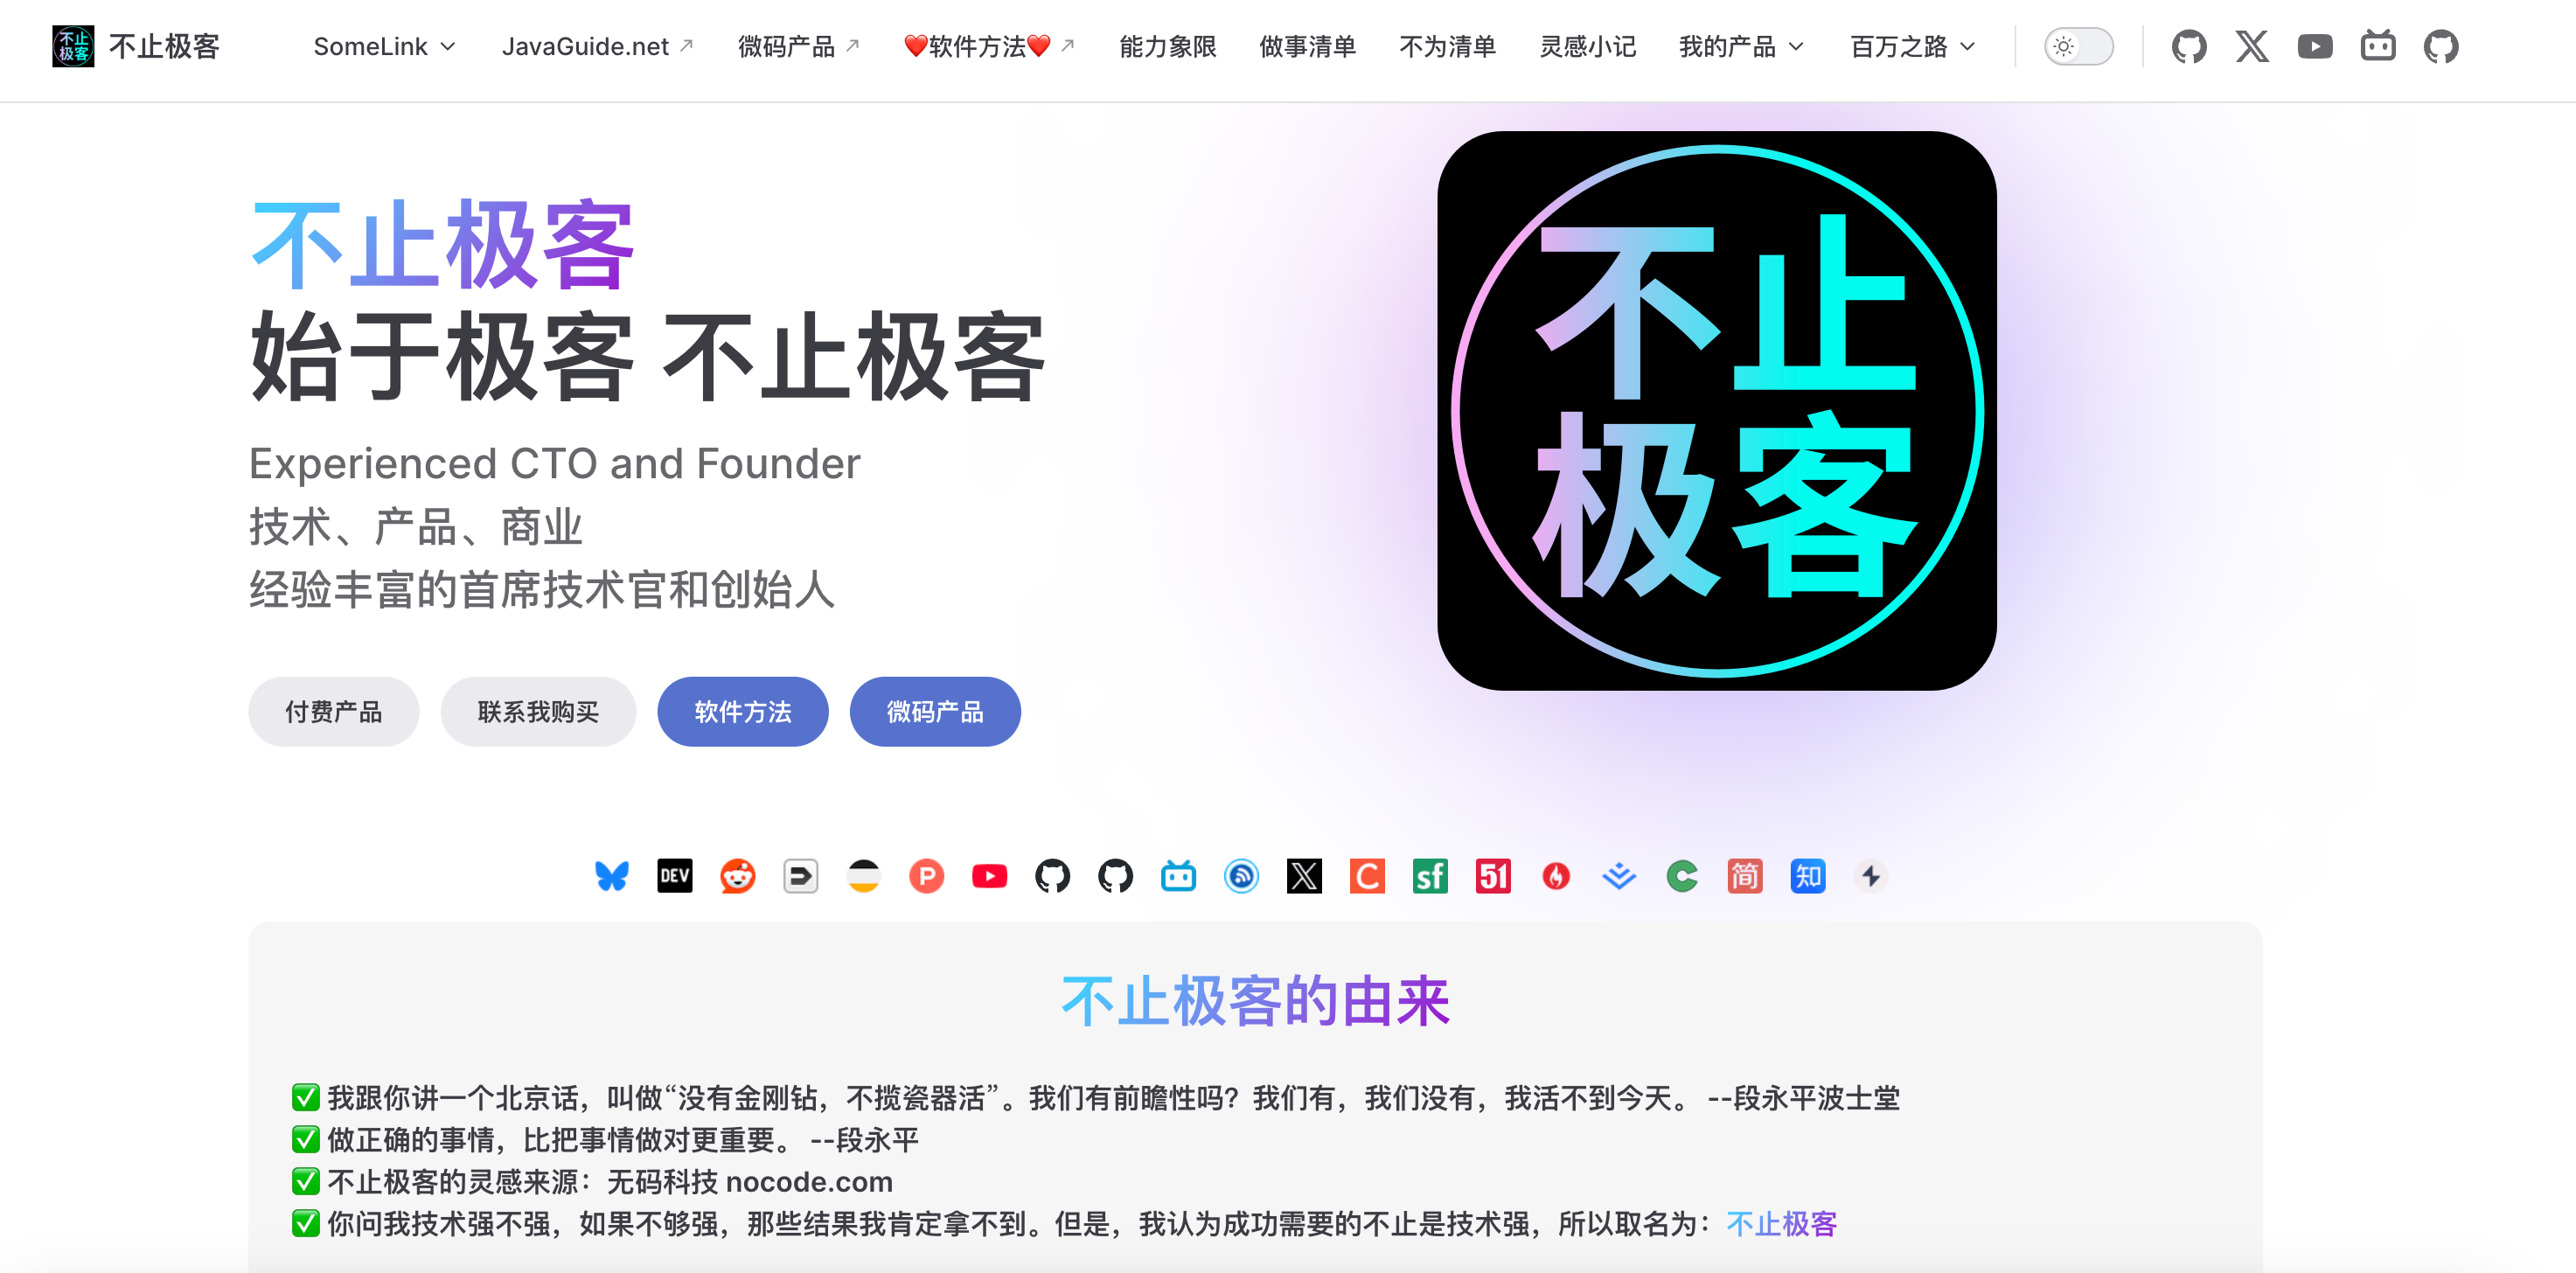 不止极客 SomeLink JavaGuide.net 微码产品 ❤️软件方法❤️ 能力象限 做事清单 不为清单 灵感小记 我的产品 百万之路
不止极客
始于极客 不止极客
Experienced CTO and Founder
技术、产品、商业
经验丰富的首席技术官和创始人
付费产品 联系我购买 软件方法 微码产品
不止
极客
DEV P C sf 51 简 知
不止极客的由来
✅ 我跟你讲一个北京话，叫做“没有金刚钻，不揽瓷器活”。我们有前瞻性吗？我们有，我们没有，我活不到今天。 --段永平波士堂
✅ 做正确的事情，比把事情做对更重要。 --段永平
✅ 不止极客的灵感来源：无码科技 nocode.com
✅ 你问我技术强不强，如果不够强，那些结果我肯定拿不到。但是，我认为成功需要的不止是技术强，所以取名为：不止极客